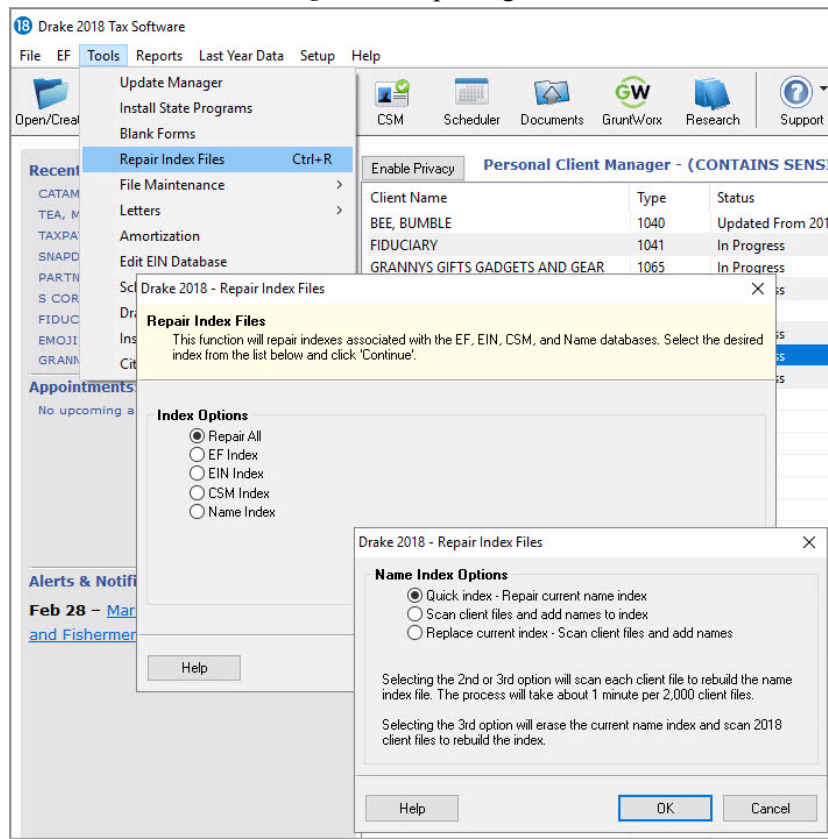 18 Drake 2018 Tax Software
File EF Tools Reports Last Year Data Setup Help
Update Manager
Install State Programs
Blank Forms
Repair Index Files Ctrl+R
File Maintenance >
Letters >
Amortization
Edit EIN Database
CSM Scheduler Documents GruntWorx Research Support
GW
Enable Privacy Personal Client Manager - (CONTAINS SENSI
Client Name Type Status
BEE, BUMBLE 1040 Updated From 201
FIDUCIARY 1041 In Progress
GRANNYS GIFTS GADGETS AND GEAR 1065 In Progress
Recent
CATAM
TEA, M
TAXPA
SNAPD
PARTN
S COR
FIDUC
EMOJI
GRANN
Appointments
No upcoming a
Alerts & Notifi
Feb 28 – Mar
and Fishermer
Drake 2018 - Repair Index Files
Repair Index Files
This function will repair indexes associated with the EF, EIN, CSM, and Name databases. Select the desired
index from the list below and click 'Continue'.
Index Options
Repair All
EF Index
EIN Index
CSM Index
Name Index
Help
Drake 2018 - Repair Index Files
Name Index Options
Quick index - Repair current name index
Scan client files and add names to index
Replace current index - Scan client files and add names
Selecting the 2nd or 3rd option will scan each client file to rebuild the name
index file. The process will take about 1 minute per 2,000 client files.
Selecting the 3rd option will erase the current name index and scan 2018
client files to rebuild the index.
Help OK Cancel